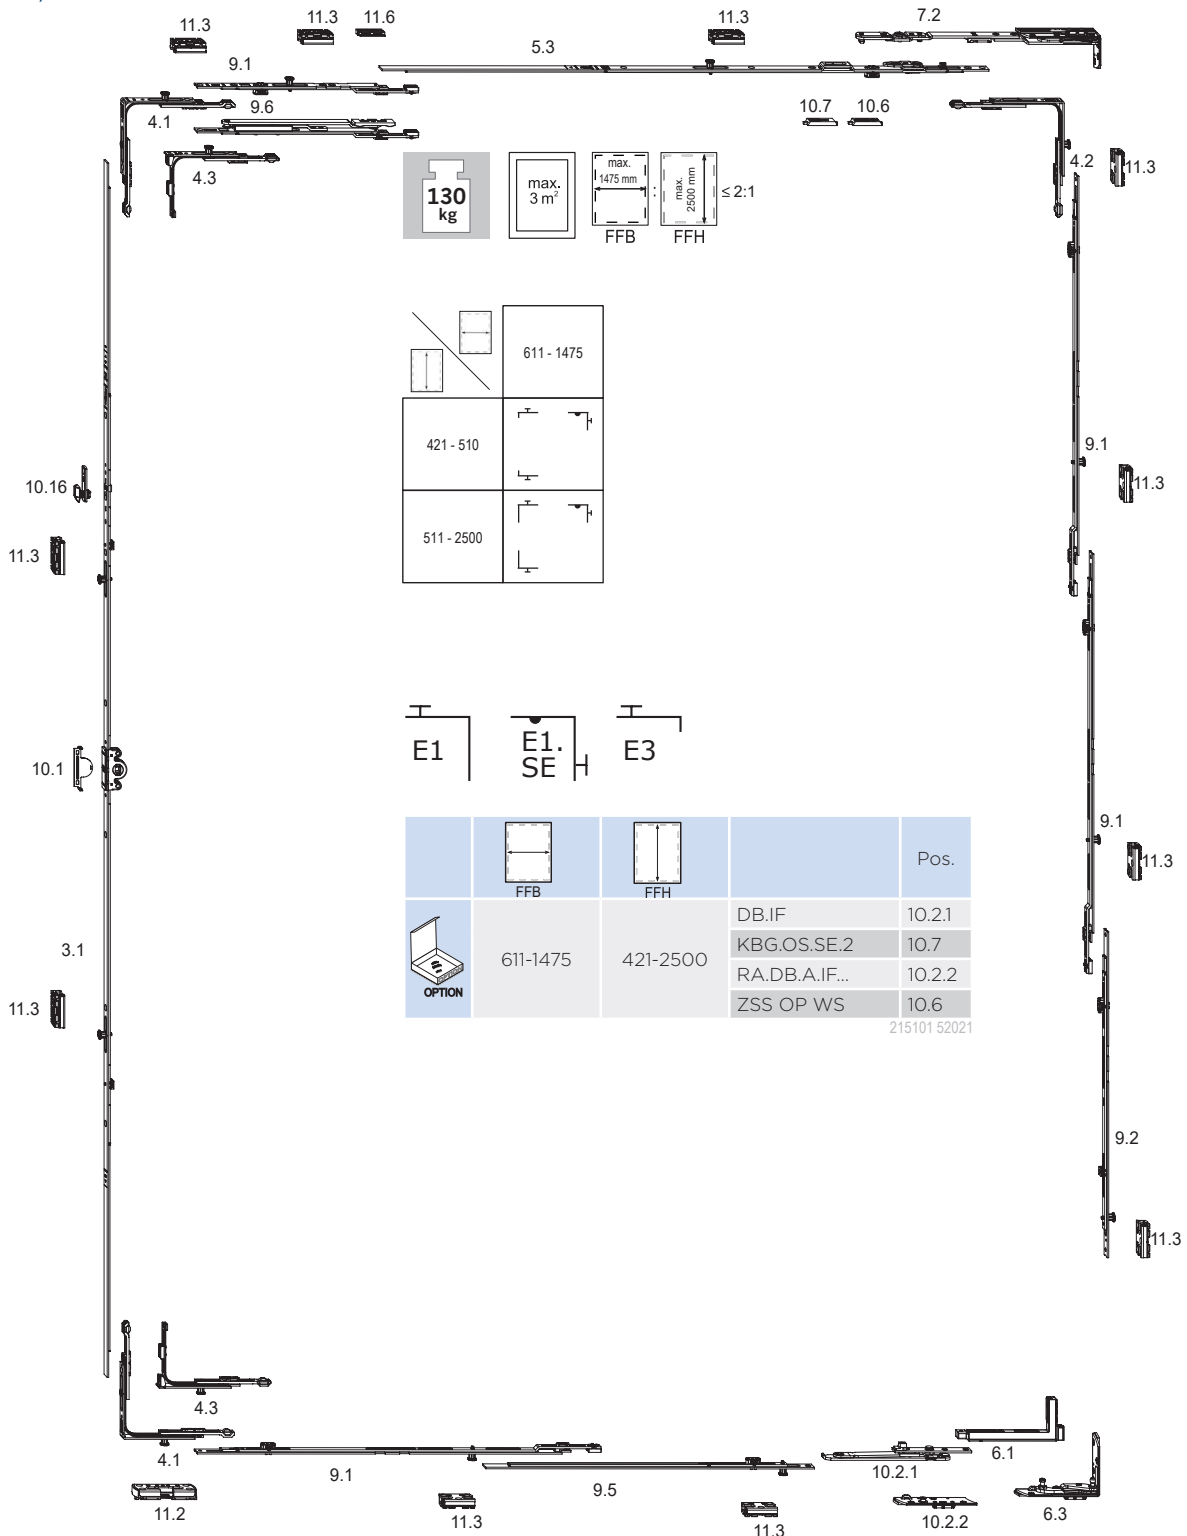 11.3
11.3
11.6
11.3
7.2
5.3
9.1
4.1
9.6
10.7
10.6
4.3
4.2
11.3
130
kg
max.
3 m²
max.
1475 mm
:
max.
2500 mm
≤ 2:1
FFB
FFH
611 - 1475
421 - 510
511 - 2500
9.1
11.3
10.16
11.3
E1
E1.
SE
E3
10.1
9.1
11.3
FFB
FFH
Pos.
OPTION
611-1475
421-2500
DB.IF
10.2.1
KBG.OS.SE.2
10.7
RA.DB.A.IF...
10.2.2
ZSS OP WS
10.6
215101 52021
3.1
11.3
9.2
11.3
4.3
4.1
9.1
9.5
10.2.1
6.1
11.2
11.3
11.3
10.2.2
6.3